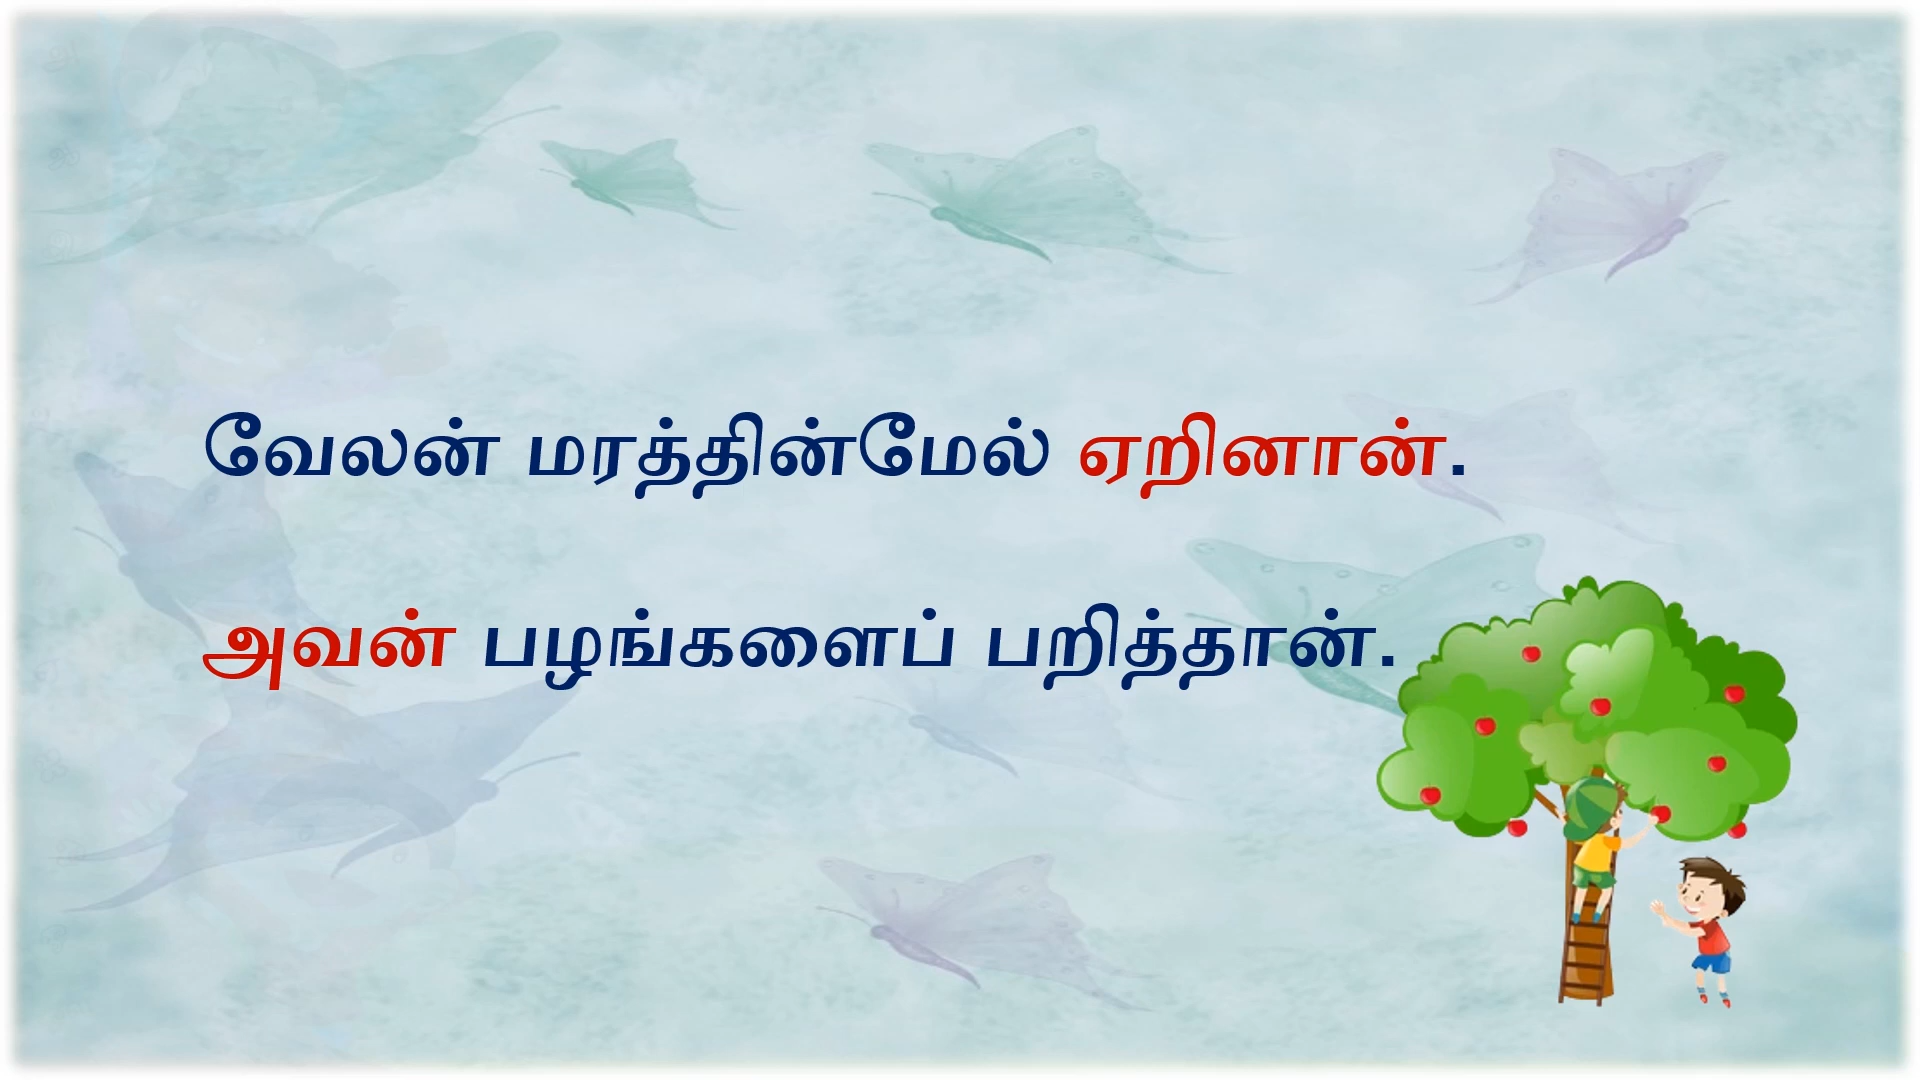 வேலன் மரத்தின்மேல் ஏறினான்.
அவன் பழங்களைப் பறித்தான்.